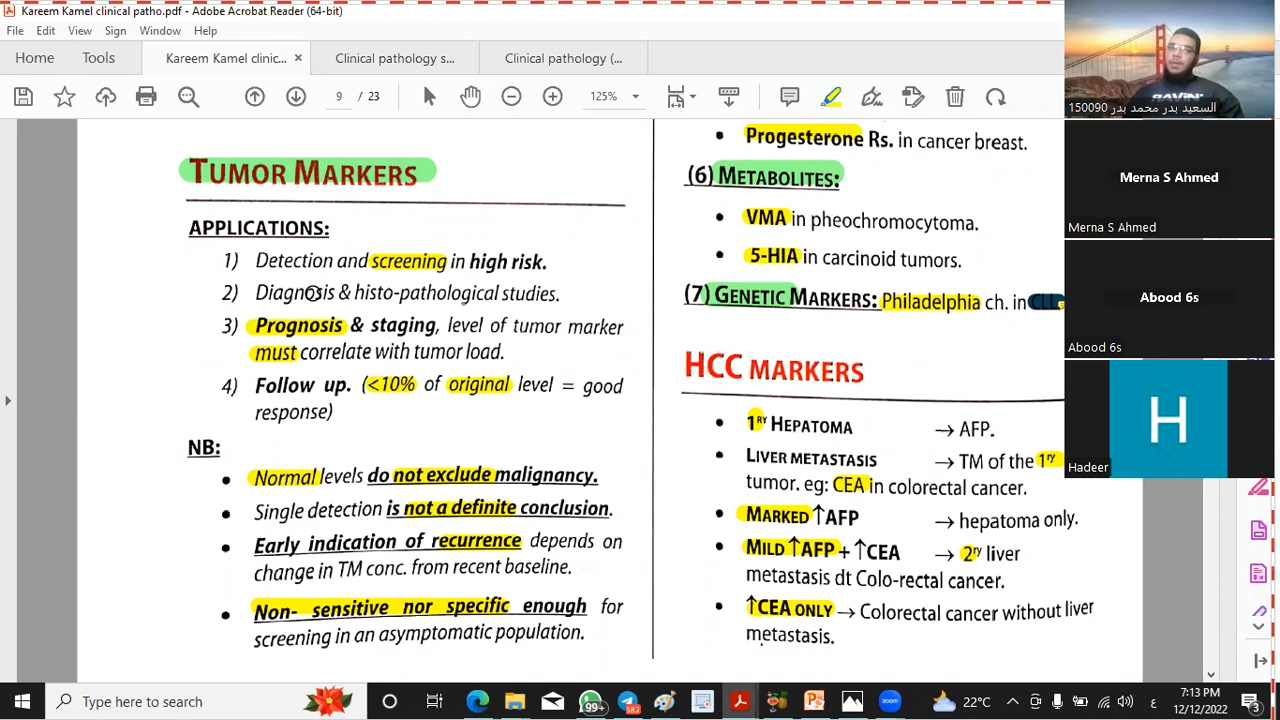 Kareem Kamel clinical patho.pdf - Adobe Acrobat Reader (64-bit)
File Edit View Sign Window Help
Home Tools Kareem Kamel clinic... × Clinical pathology s... Clinical pathology (...
9 / 23 125%
TUMOR MARKERS
APPLICATIONS:
1) Detection and screening in high risk.
2) Diagnosis & histo-pathological studies.
3) Prognosis & staging, level of tumor marker
must correlate with tumor load.
4) Follow up. (<10% of original level = good
response)
NB:
• Normal levels do not exclude malignancy.
• Single detection is not a definite conclusion.
• Early indication of recurrence depends on
change in TM conc. from recent baseline.
• Non- sensitive nor specific enough for
screening in an asymptomatic population.
• Progesterone Rs. in cancer breast.
(6) METABOLITES:
• VMA in pheochromocytoma.
• 5-HIA in carcinoid tumors.
(7) GENETIC MARKERS: Philadelphia ch. in CLL
HCC MARKERS
• 1RY HEPATOMA → AFP.
• LIVER METASTASIS → TM of the 1ry
tumor. eg: CEA in colorectal cancer.
• MARKED ↑AFP → hepatoma only.
• MILD ↑AFP + ↑CEA → 2ry liver
metastasis dt Colo-rectal cancer.
• ↑CEA ONLY → Colorectal cancer without liver
metastasis.
السعيد بدر محمد بدر 150090
Merna S Ahmed
Merna S Ahmed
Abood 6s
Abood 6s
H
Hadeer
Type here to search
99+
582
zoom
22°C
ع
7:13 PM
12/12/2022
3